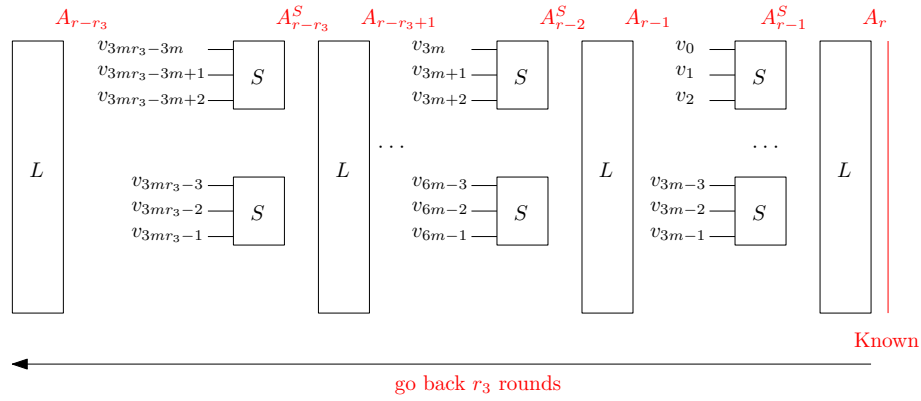 A_{r-r_3} A^S_{r-r_3} A_{r-r_3+1} A^S_{r-2} A_{r-1} A^S_{r-1} A_r
v_{3mr_3-3m} v_{3m} v_0
v_{3mr_3-3m+1} S v_{3m+1} S v_1 S
v_{3mr_3-3m+2} v_{3m+2} v_2
... ...
L L L L
v_{3mr_3-3} v_{6m-3} v_{3m-3}
v_{3mr_3-2} S v_{6m-2} S v_{3m-2} S
v_{3mr_3-1} v_{6m-1} v_{3m-1}
Known
go back r_3 rounds